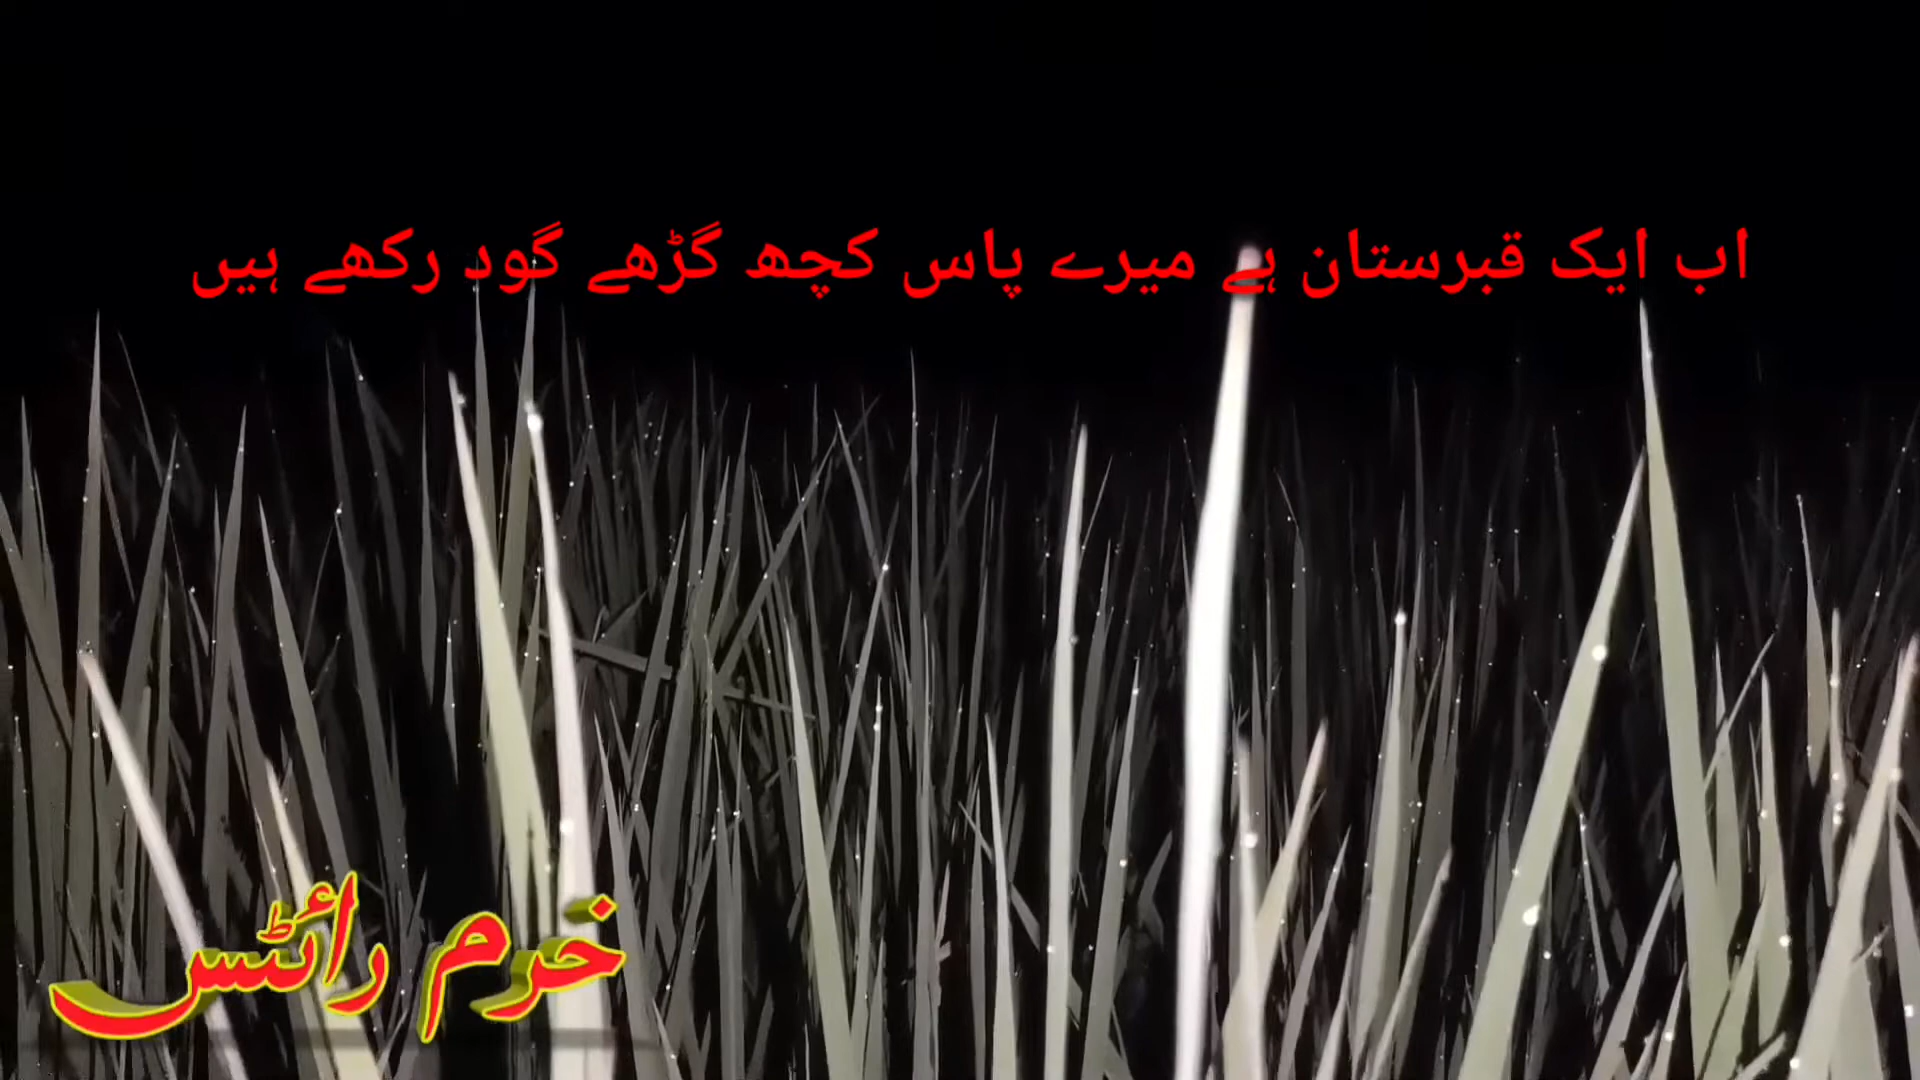 اب ایک قبرستان ہے میرے پاس کچھ گڑھے گود رکھے ہیں
خرم رائٹس